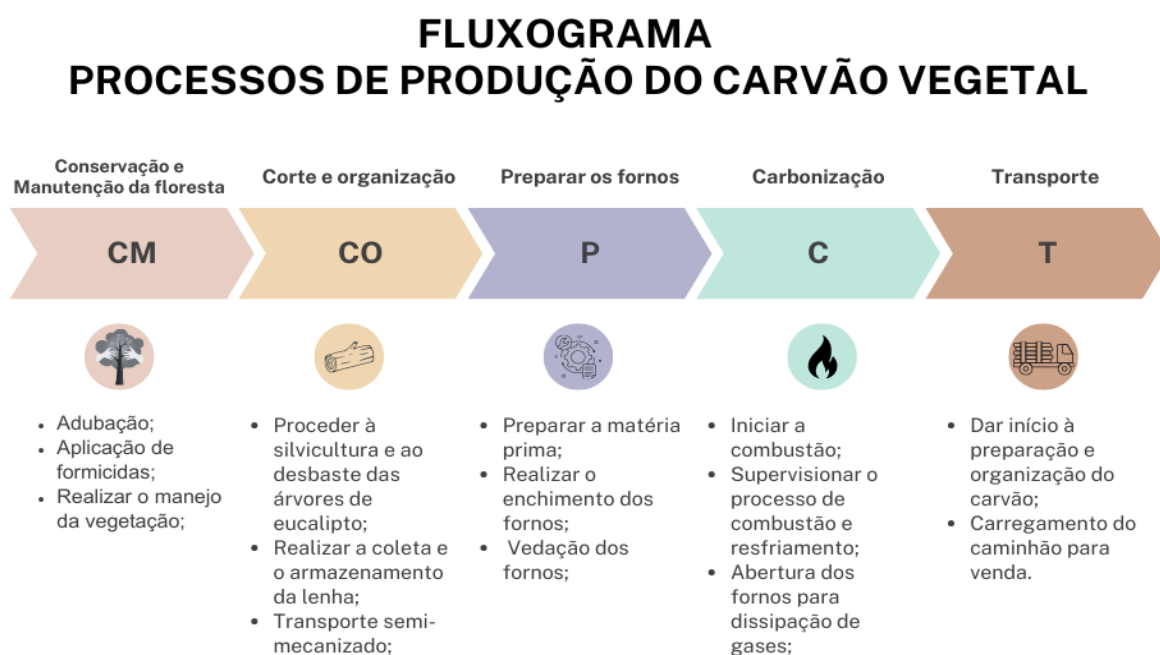 FLUXOGRAMA
PROCESSOS DE PRODUÇÃO DO CARVÃO VEGETAL
Conservação e
Manutenção da floresta
CM
• Adubação;
• Aplicação de
formicidas;
• Realizar o manejo
da vegetação;
Corte e organização
CO
• Proceder à
silvicultura e ao
desbaste das
árvores de
eucalipto;
• Realizar a coleta e
o armazenamento
da lenha;
• Transporte semi-
mecanizado;
Preparar os fornos
P
• Preparar a matéria
prima;
• Realizar o
enchimento dos
fornos;
• Vedação dos
fornos;
Carbonização
C
• Iniciar a
combustão;
• Supervisionar o
processo de
combustão e
resfriamento;
• Abertura dos
fornos para
dissipação de
gases;
Transporte
T
• Dar início à
preparação e
organização do
carvão;
• Carregamento do
caminhão para
venda.